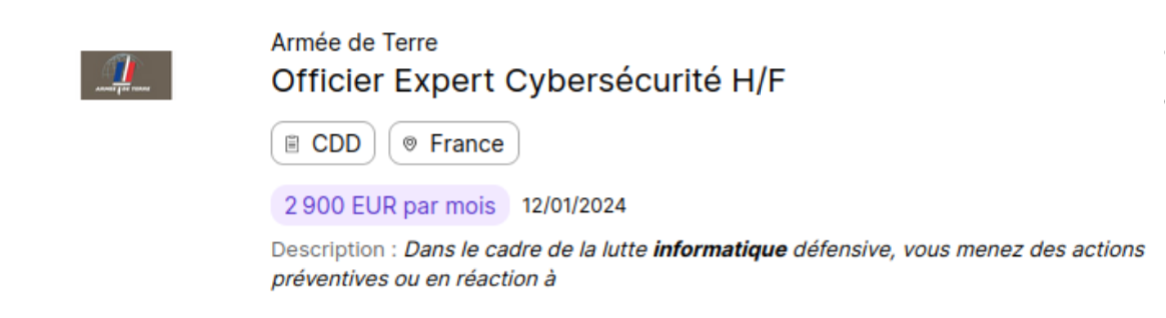 Armée de Terre
Officier Expert Cybersécurité H/F
ARMÉE DE TERRE
CDD
France
2 900 EUR par mois 12/01/2024
Description : Dans le cadre de la lutte informatique défensive, vous menez des actions
préventives ou en réaction à